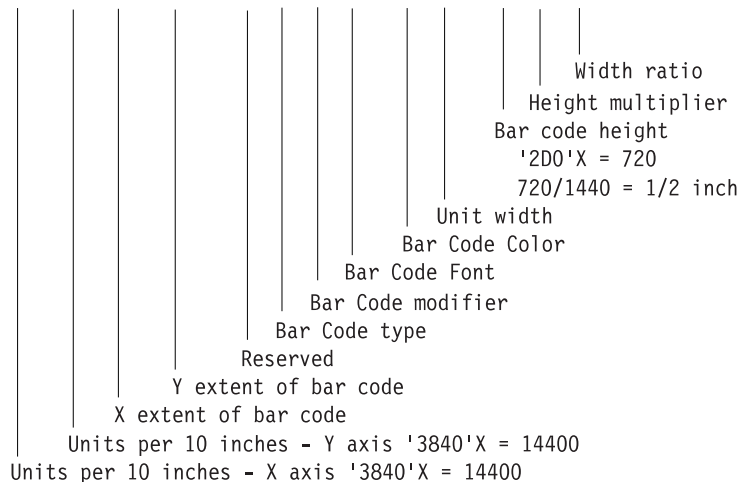 Width ratio
Height multiplier
Bar code height
'2D0'X = 720
720/1440 = 1/2 inch
Unit width
Bar Code Color
Bar Code Font
Bar Code modifier
Bar Code type
Reserved
Y extent of bar code
X extent of bar code
Units per 10 inches – Y axis '3840'X = 14400
Units per 10 inches – X axis '3840'X = 14400